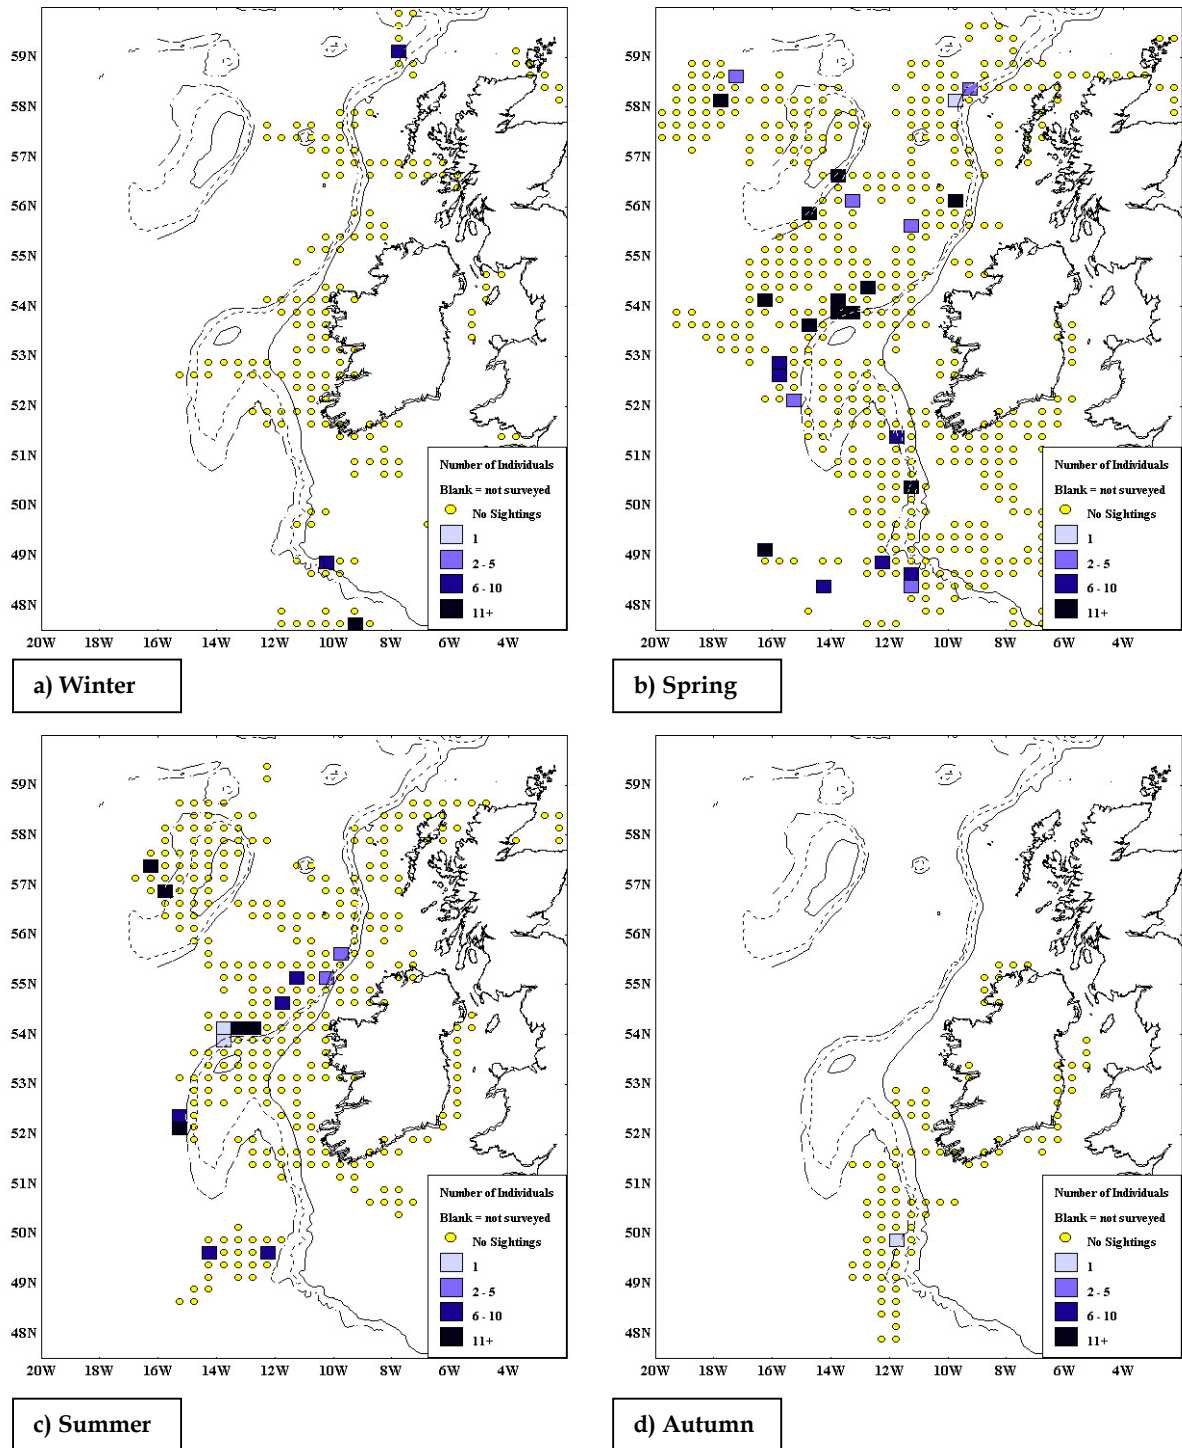 59N
58N
57N
56N
55N
54N
53N
52N
51N
50N
49N
48N
20W 18W 16W 14W 12W 10W 8W 6W 4W
Number of Individuals
Blank = not surveyed
No Sightings
1
2 - 5
6 - 10
11+
a) Winter
59N
58N
57N
56N
55N
54N
53N
52N
51N
50N
49N
48N
20W 18W 16W 14W 12W 10W 8W 6W 4W
Number of Individuals
Blank = not surveyed
No Sightings
1
2 - 5
6 - 10
11+
b) Spring
59N
58N
57N
56N
55N
54N
53N
52N
51N
50N
49N
48N
20W 18W 16W 14W 12W 10W 8W 6W 4W
Number of Individuals
Blank = not surveyed
No Sightings
1
2 - 5
6 - 10
11+
c) Summer
59N
58N
57N
56N
55N
54N
53N
52N
51N
50N
49N
48N
20W 18W 16W 14W 12W 10W 8W 6W 4W
Number of Individuals
Blank = not surveyed
No Sightings
1
2 - 5
6 - 10
11+
d) Autumn